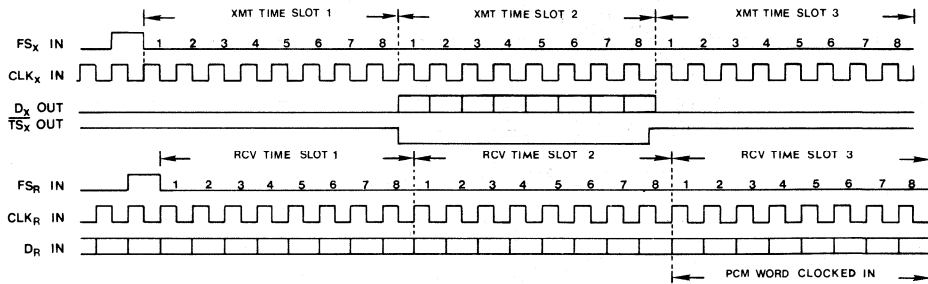 XMT TIME SLOT 1 XMT TIME SLOT 2 XMT TIME SLOT 3
FSX IN 1 2 3 4 5 6 7 8 1 2 3 4 5 6 7 8 1 2 3 4 5 6 7 8
CLKX IN
DX OUT
TSX OUT
RCV TIME SLOT 1 RCV TIME SLOT 2 RCV TIME SLOT 3
FSR IN 1 2 3 4 5 6 7 8 1 2 3 4 5 6 7 8 1 2 3 4 5 6 7 8
CLKR IN
DR IN
PCM WORD CLOCKED IN